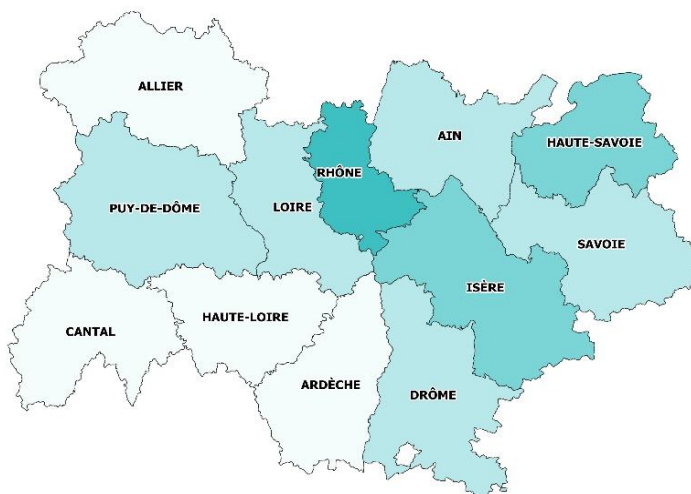 ALLIER
AIN
HAUTE-SAVOIE
RHÔNE
PUY-DE-DÔME
LOIRE
SAVOIE
ISÈRE
HAUTE-LOIRE
CANTAL
ARDÈCHE
DRÔME